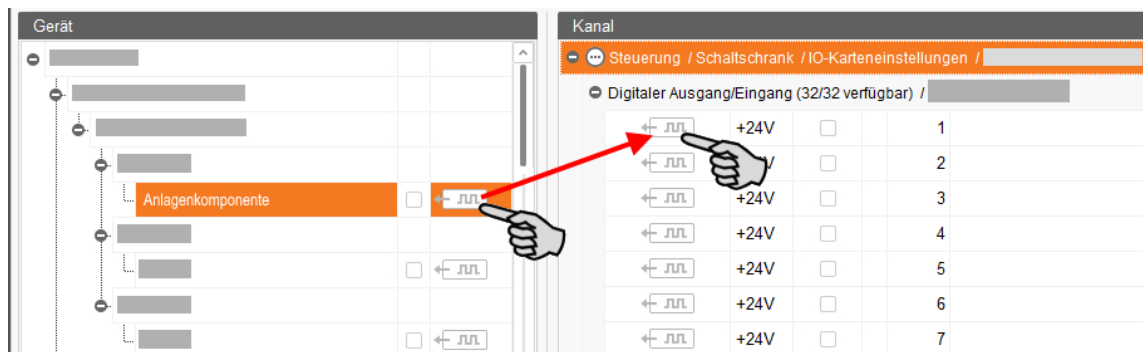 Gerät
Kanal
Steuerung / Schaltschrank / IO-Karteneinstellungen /
Digitaler Ausgang/Eingang (32/32 verfügbar) /
+24V 1
V 2
Anlagenkomponente
+24V 3
+24V 4
+24V 5
+24V 6
+24V 7